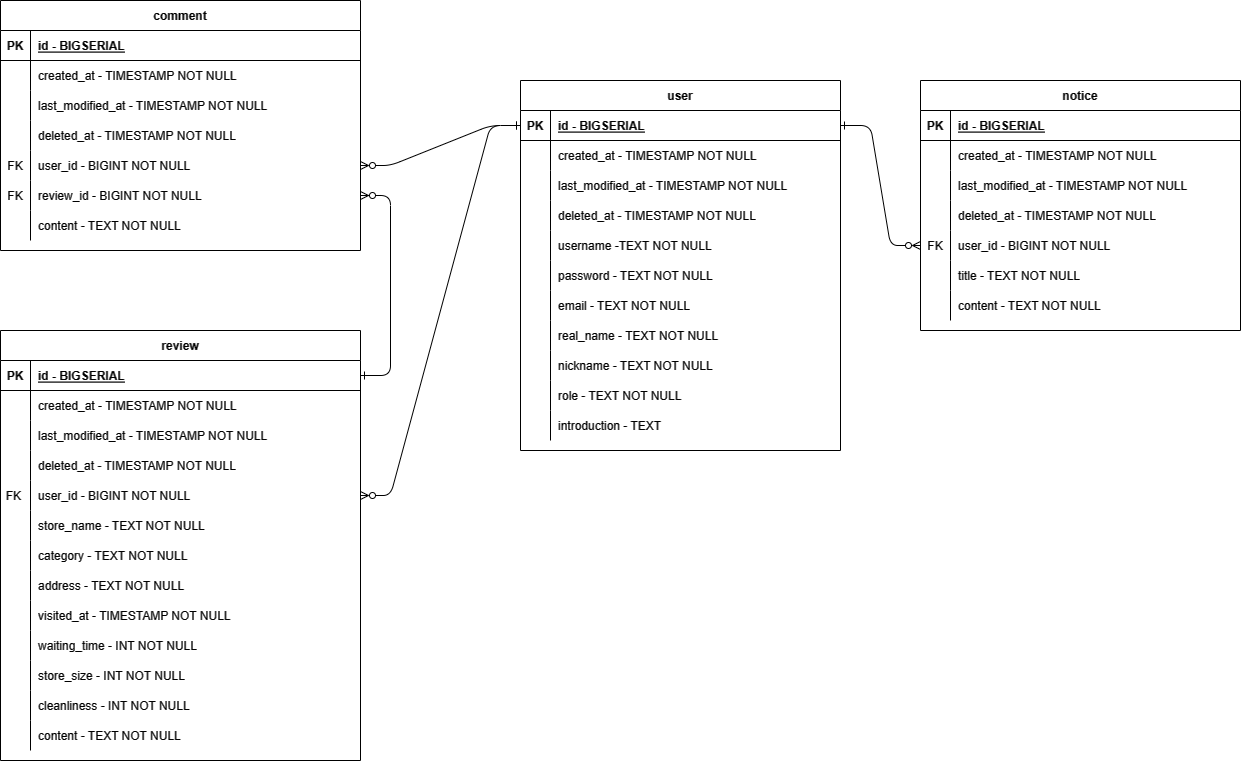 comment
PK id - BIGSERIAL
created_at - TIMESTAMP NOT NULL
last_modified_at - TIMESTAMP NOT NULL
deleted_at - TIMESTAMP NOT NULL
FK user_id - BIGINT NOT NULL
FK review_id - BIGINT NOT NULL
content - TEXT NOT NULL
review
PK id - BIGSERIAL
created_at - TIMESTAMP NOT NULL
last_modified_at - TIMESTAMP NOT NULL
deleted_at - TIMESTAMP NOT NULL
FK user_id - BIGINT NOT NULL
store_name - TEXT NOT NULL
category - TEXT NOT NULL
address - TEXT NOT NULL
visited_at - TIMESTAMP NOT NULL
waiting_time - INT NOT NULL
store_size - INT NOT NULL
cleanliness - INT NOT NULL
content - TEXT NOT NULL
user
PK id - BIGSERIAL
created_at - TIMESTAMP NOT NULL
last_modified_at - TIMESTAMP NOT NULL
deleted_at - TIMESTAMP NOT NULL
username -TEXT NOT NULL
password - TEXT NOT NULL
email - TEXT NOT NULL
real_name - TEXT NOT NULL
nickname - TEXT NOT NULL
role - TEXT NOT NULL
introduction - TEXT
notice
PK id - BIGSERIAL
created_at - TIMESTAMP NOT NULL
last_modified_at - TIMESTAMP NOT NULL
deleted_at - TIMESTAMP NOT NULL
FK user_id - BIGINT NOT NULL
title - TEXT NOT NULL
content - TEXT NOT NULL